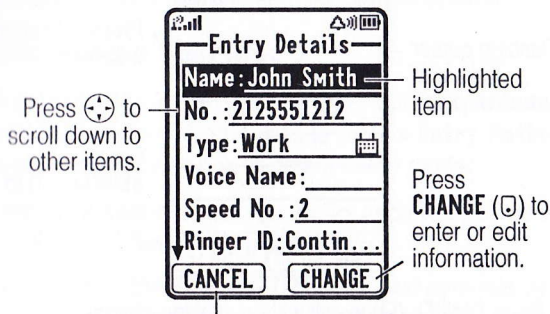 Entry Details
Name:John Smith
No.:2125551212
Type:Work
Voice Name:
Speed No.:2
Ringer ID:Contin...
CANCEL
CHANGE
Press to
scroll down to
other items.
Highlighted
item
Press
CHANGE ( ) to
enter or edit
information.